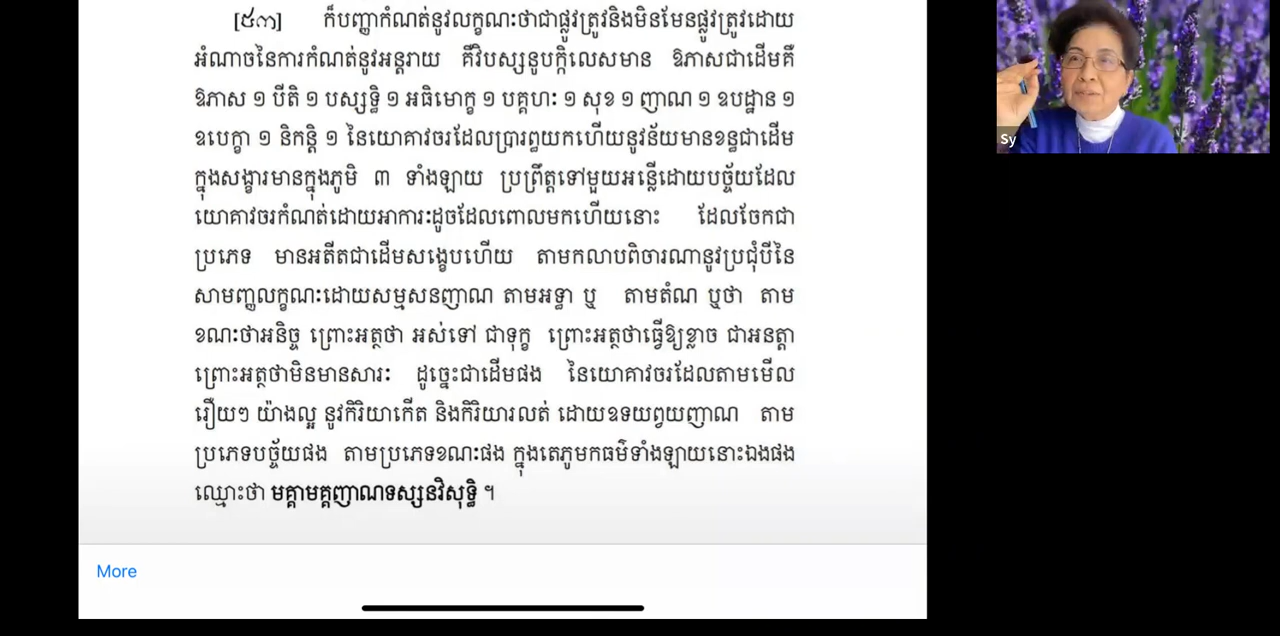 [៥៣] ក៏បញ្ញាកំណត់នូវលក្ខណៈថាជាផ្លូវត្រូវនិងមិនមែនផ្លូវត្រូវដោយ
អំណាចនៃការកំណត់នូវអន្តរាយ គឺវិបស្សនូបក្កិលេសមាន ឱភាសជាដើមគឺ
ឱភាស ១ បីតិ ១ បស្សទ្ធិ ១ អធិមោក្ខ ១ បគ្គហៈ ១ សុខ ១ ញាណ ១ ឧបដ្ឋាន ១
ឧបេក្ខា ១ និកន្តិ ១ នៃយោគាវចរដែលប្រារព្ធយកហើយនូវន័យមានខន្ធជាដើម
ក្នុងសង្ខារមានក្នុងភូមិ ៣ ទាំងឡាយ ប្រព្រឹត្តទៅមួយអន្លើដោយបច្ច័យដែល
យោគាវចរកំណត់ដោយអាការៈដូចដែលពោលមកហើយនោះ ដែលចែកជា
ប្រភេទ មានអតីតជាដើមសង្ខេបហើយ តាមកលាបពិចារណានូវប្រជុំបីនៃ
សាមញ្ញលក្ខណៈដោយសម្មសនញាណ តាមអទ្ធា ឬ តាមតំណ ឬថា តាម
ខណៈថាអនិច្ច ព្រោះអត្ថថា អស់ទៅ ជាទុក្ខ ព្រោះអត្ថថាធ្វើឱ្យខ្លាច ជាអនត្តា
ព្រោះអត្ថថាមិនមានសារៈ ដូច្នេះជាដើមផង នៃយោគាវចរដែលតាមមើល
រឿយៗ យ៉ាងល្អ នូវកិរិយាកើត និងកិរិយារលត់ ដោយឧទយព្វយញាណ តាម
ប្រភេទបច្ច័យផង តាមប្រភេទខណៈផង ក្នុងតេភូមកធម៌ទាំងឡាយនោះឯងផង
ឈ្មោះថា មគ្គាមគ្គញាណទស្សនវិសុទ្ធិ ។
More
Sy